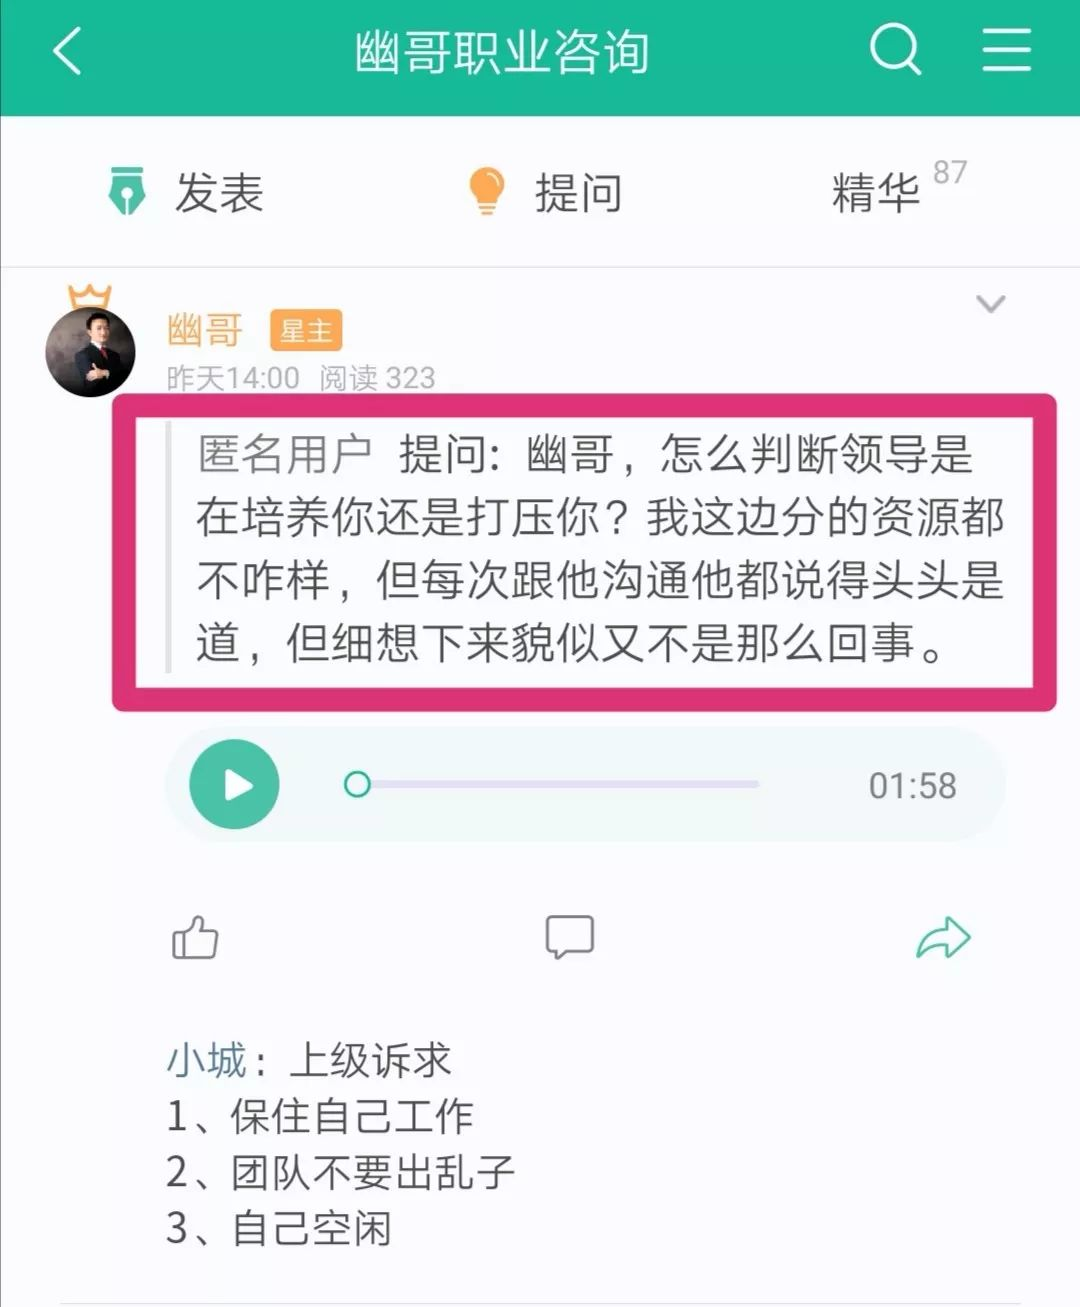 幽哥职业咨询
发表
提问
精华 87
幽哥 星主
昨天14:00 阅读 323
匿名用户 提问: 幽哥，怎么判断领导是
在培养你还是打压你？我这边分的资源都
不咋样，但每次跟他沟通他都说得头头是
道，但细想下来貌似又不是那么回事。
01:58
小城：上级诉求
1、保住自己工作
2、团队不要出乱子
3、自己空闲